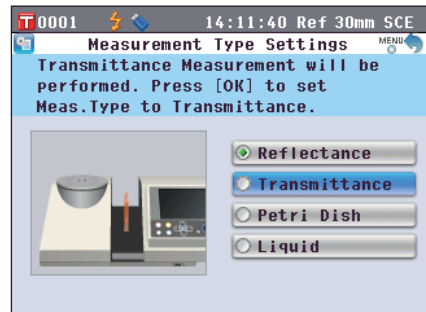 T 0001 14:11:40 Ref 30mm SCE
Measurement Type Settings MENU
Transmittance Measurement will be
performed. Press [OK] to set
Meas.Type to Transmittance.
Reflectance
Transmittance
Petri Dish
Liquid